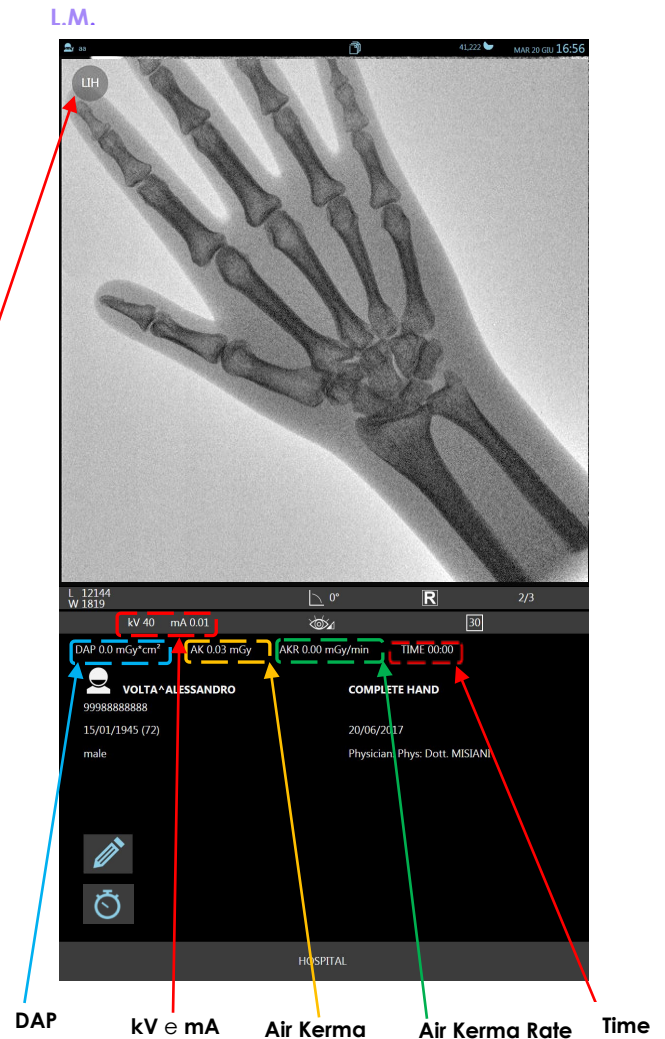 L.M.
aa 41,222 MAR 20 GIU 16:56
LIH
L 12144
W 1819
0° R 2/3
kV 40 mA 0.01 30
DAP 0.0 mGy*cm² AK 0.03 mGy AKR 0.00 mGy/min TIME 00:00
VOLTA^ALESSANDRO COMPLETE HAND
99988888888
15/01/1945 (72) 20/06/2017
male Physician: Phys: Dott. MISIANI
HOSPITAL
DAP kV e mA Air Kerma Air Kerma Rate Time